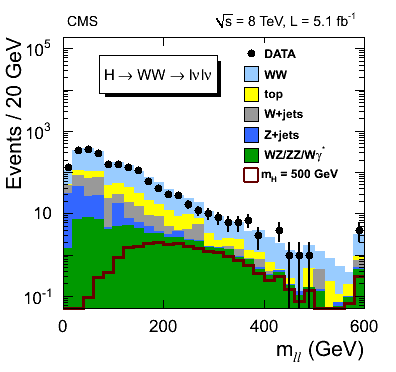 CMS √s = 8 TeV, L = 5.1 fb⁻¹
H → WW → lνlν
DATA
WW
top
W+jets
Z+jets
WZ/ZZ/Wγ*
m_H = 500 GeV
Events / 20 GeV
10⁵
10³
10
10⁻¹
0 200 400 600
m_ll (GeV)